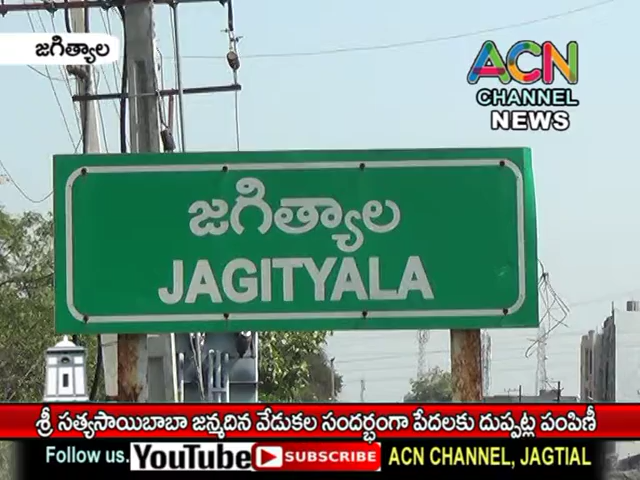 జగిత్యాల
ACN
CHANNEL
NEWS
జగిత్యాల
JAGITYALA
శ్రీ సత్యసాయిబాబా జన్మదిన వేడుకల సందర్భంగా పేదలకు దుప్పట్ల పంపిణీ
Follow us. YouTube SUBSCRIBE ACN CHANNEL, JAGTIAL